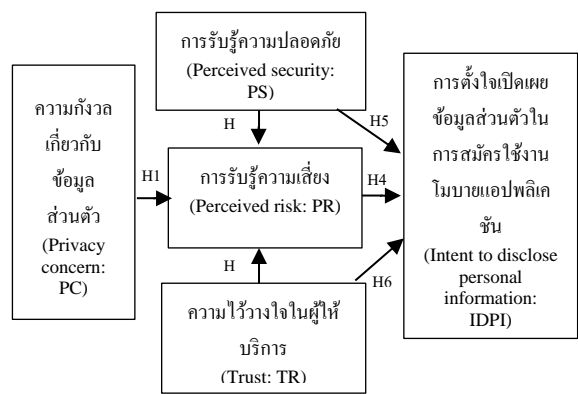 การรับรู้ความปลอดภัย
(Perceived security:
PS)
ความกังวล
เกี่ยวกับ
ข้อมูล
ส่วนตัว
(Privacy
concern:
PC)
H
H5
H1
การรับรู้ความเสี่ยง
(Perceived risk: PR)
H4
การตั้งใจเปิดเผย
ข้อมูลส่วนตัวใน
การสมัครใช้งาน
โมบายแอปพลิเค
ชัน
(Intent to disclose
personal
information:
IDPI)
H
H6
ความไว้วางใจในผู้ให้
บริการ
(Trust: TR)